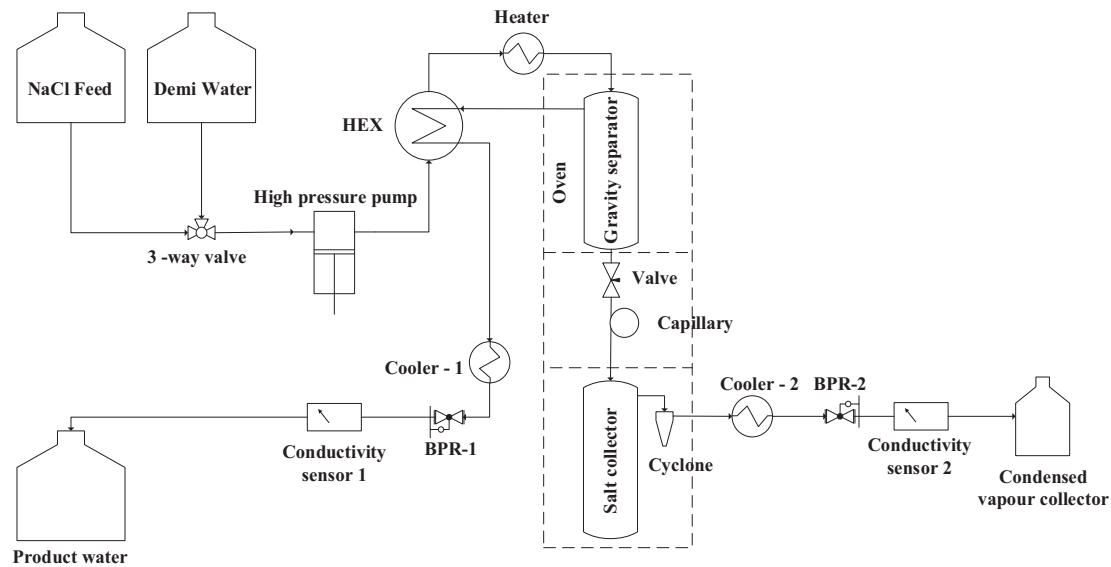 Heater
NaCl Feed
Demi Water
HEX
Gravity separator
Oven
High pressure pump
3 -way valve
Valve
Capillary
Cooler - 1
Cooler - 2
BPR-2
Salt collector
Conductivity
sensor 1
BPR-1
Cyclone
Conductivity
sensor 2
Condensed
vapour collector
Product water